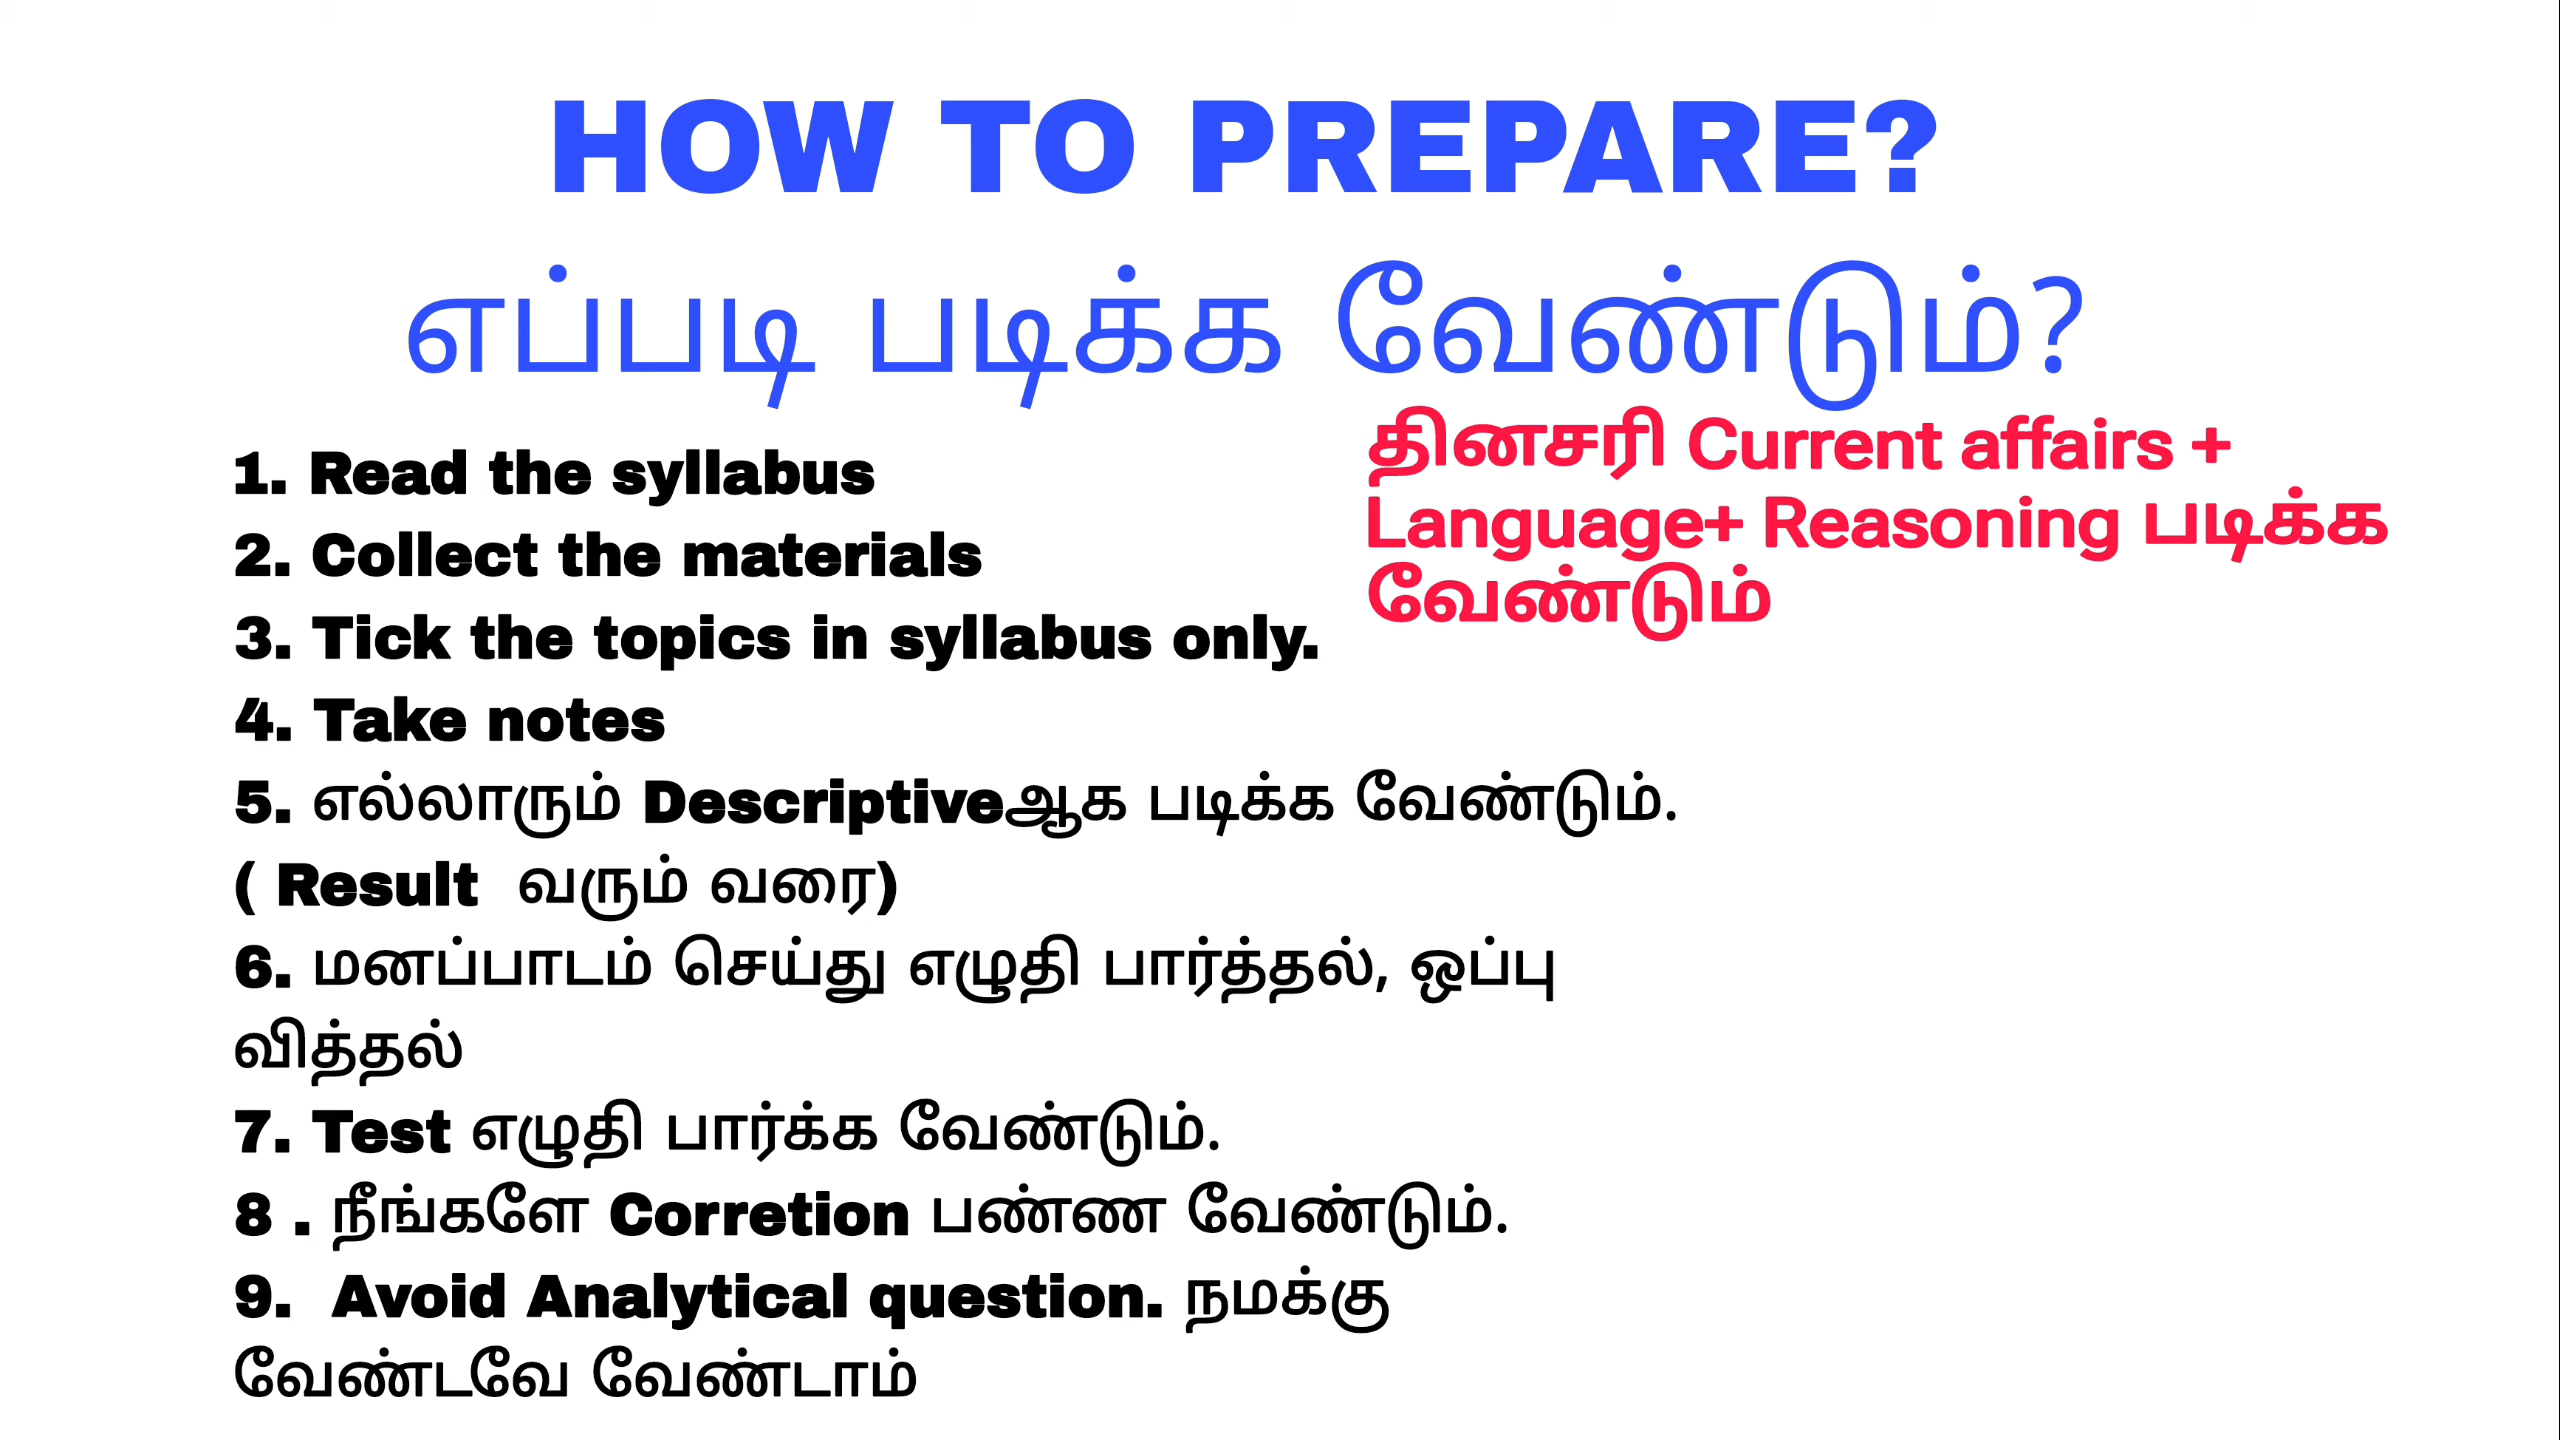 HOW TO PREPARE?
எப்படி படிக்க வேண்டும்?
தினசரி Current affairs +
Language+ Reasoning படிக்க
வேண்டும்
1. Read the syllabus
2. Collect the materials
3. Tick the topics in syllabus only.
4. Take notes
5. எல்லாரும் Descriptiveஆக படிக்க வேண்டும்.
( Result  வரும் வரை)
6. மனப்பாடம் செய்து எழுதி பார்த்தல், ஒப்பு
வித்தல்
7. Test எழுதி பார்க்க வேண்டும்.
8 . நீங்களே Corretion பண்ண வேண்டும்.
9.  Avoid Analytical question. நமக்கு
வேண்டவே வேண்டாம்